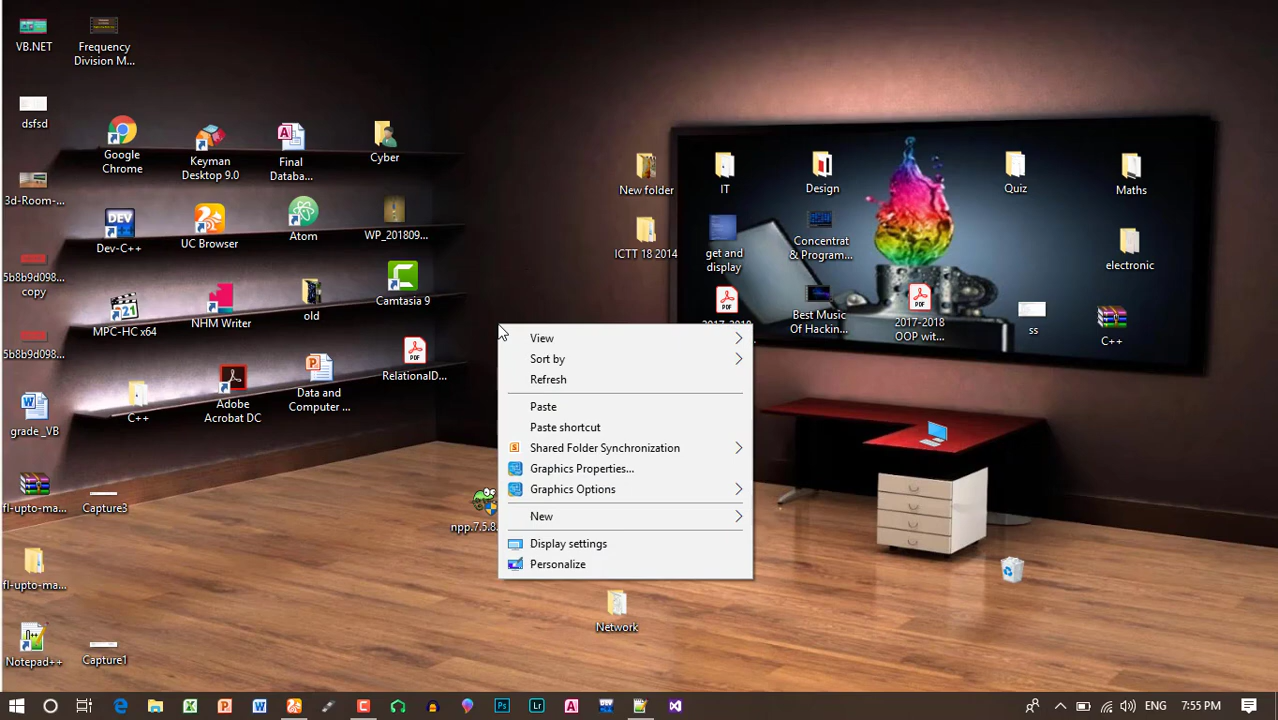 VB.NET
Frequency
Division M...
dsfsd
3d-Room-...
5b8b9d098...
copy
5b8b9d098...
grade _VB
fl-upto-ma...
Capture3
fl-upto-ma...
Notepad++
Capture1
Google
Chrome
Keyman
Desktop 9.0
Final
Databa...
Cyber
Dev-C++
UC Browser
Atom
WP_201809...
MPC-HC x64
NHM Writer
old
Camtasia 9
C++
Adobe
Acrobat DC
Data and
Computer ...
RelationalD...
New folder
IT
Design
Quiz
Maths
ICTT 18 2014
get and
display
Concentrat
& Program...
electronic
2017-2018
Best Music
Of Hackin...
2017-2018
OOP wit...
ss
C++
npp.7.5.8.
View
Sort by
Refresh
Paste
Paste shortcut
Shared Folder Synchronization
Graphics Properties...
Graphics Options
New
Display settings
Personalize
Network
ENG
7:55 PM